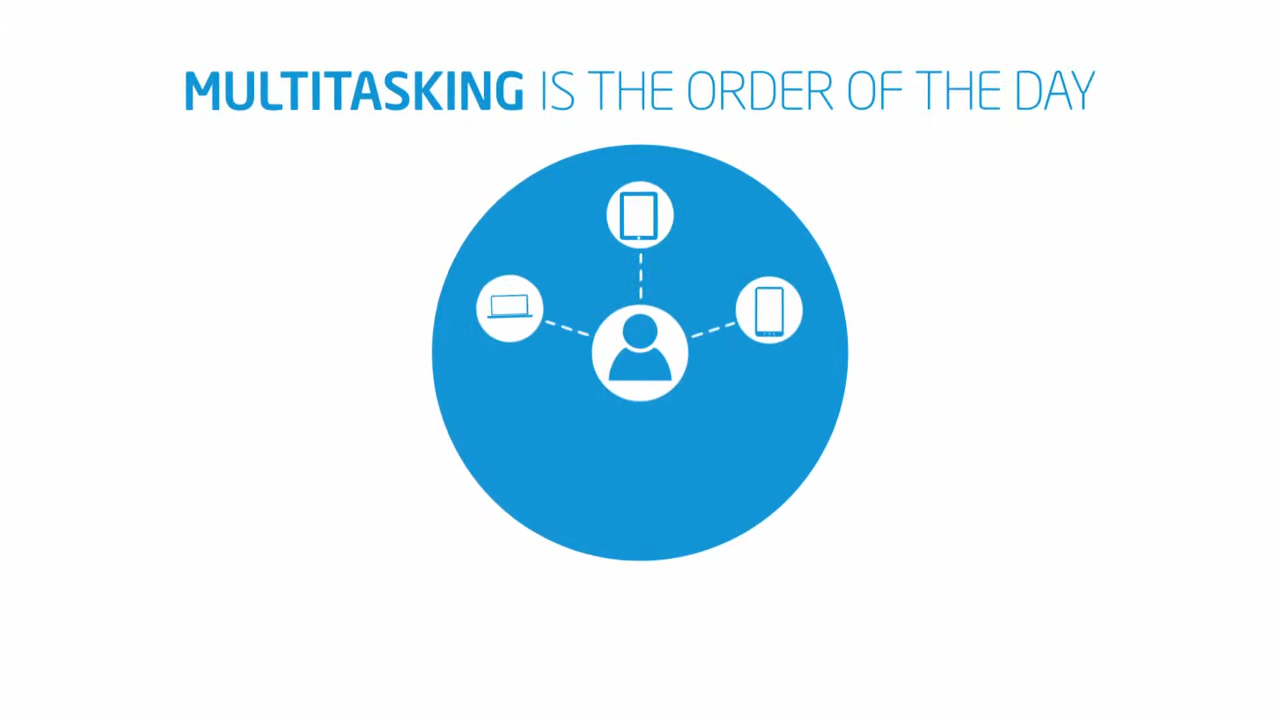 MULTITASKING IS THE ORDER OF THE DAY